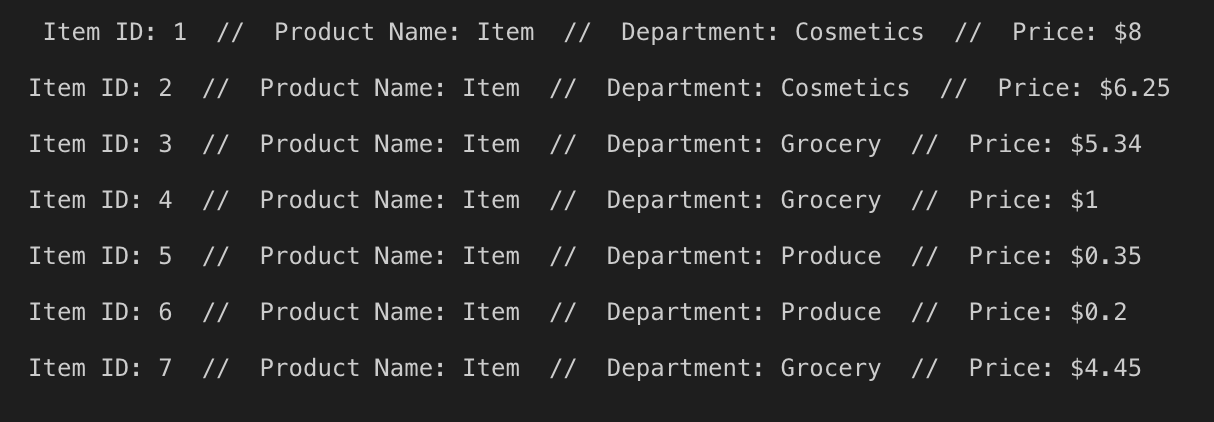 Item ID: 1  //  Product Name: Item  //  Department: Cosmetics  //  Price: $8
Item ID: 2  //  Product Name: Item  //  Department: Cosmetics  //  Price: $6.25
Item ID: 3  //  Product Name: Item  //  Department: Grocery  //  Price: $5.34
Item ID: 4  //  Product Name: Item  //  Department: Grocery  //  Price: $1
Item ID: 5  //  Product Name: Item  //  Department: Produce  //  Price: $0.35
Item ID: 6  //  Product Name: Item  //  Department: Produce  //  Price: $0.2
Item ID: 7  //  Product Name: Item  //  Department: Grocery  //  Price: $4.45